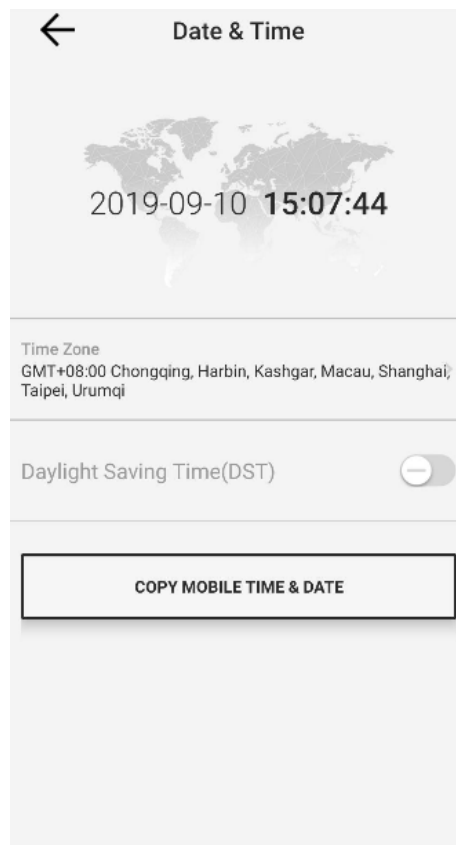 Date & Time
2019-09-10 15:07:44
Time Zone
GMT+08:00 Chongqing, Harbin, Kashgar, Macau, Shanghai,
Taipei, Urumqi
Daylight Saving Time(DST)
COPY MOBILE TIME & DATE